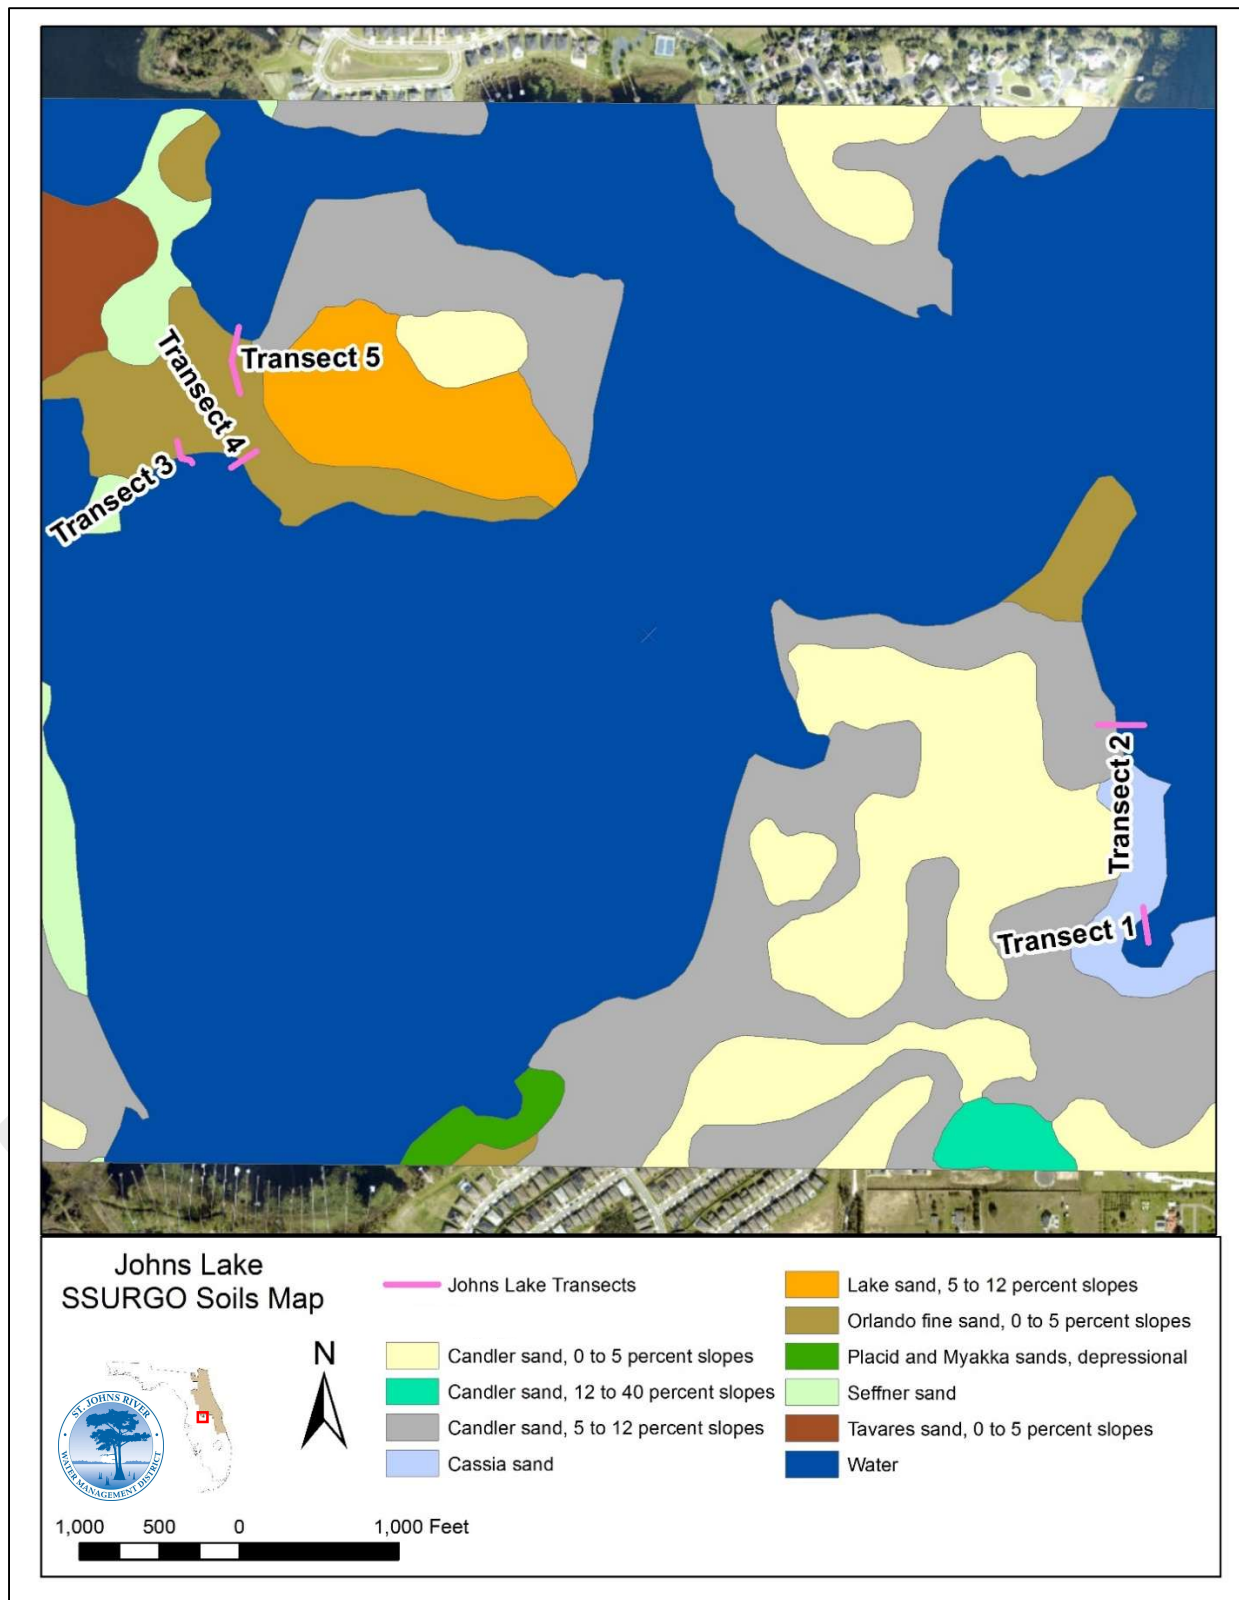 Transect 5
Transect 4
Transect 3
Transect 2
Transect 1
Johns Lake
SSURGO Soils Map
N
ST. JOHNS RIVER
WATER MANAGEMENT DISTRICT
1,000 500 0 1,000 Feet
Johns Lake Transects
Candler sand, 0 to 5 percent slopes
Candler sand, 12 to 40 percent slopes
Candler sand, 5 to 12 percent slopes
Cassia sand
Lake sand, 5 to 12 percent slopes
Orlando fine sand, 0 to 5 percent slopes
Placid and Myakka sands, depressional
Seffner sand
Tavares sand, 0 to 5 percent slopes
Water